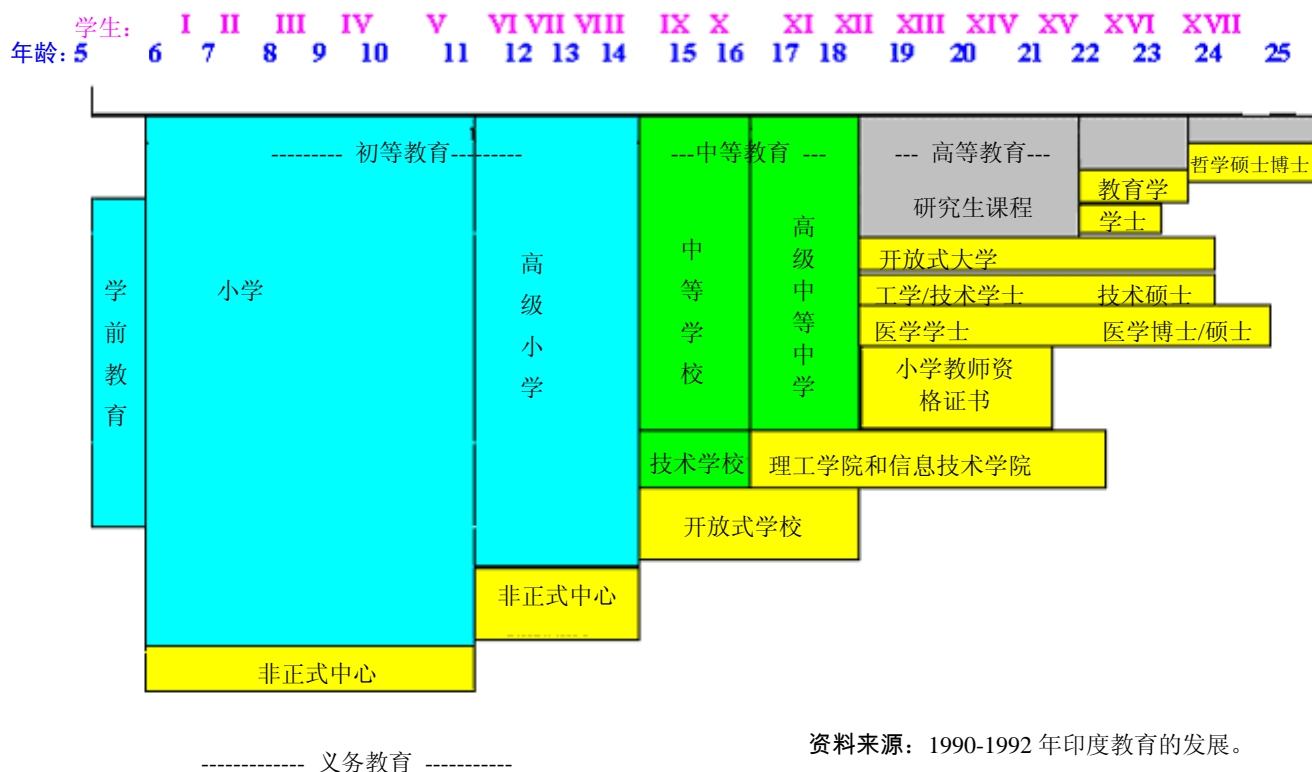 学生: I II III IV V VI VII VIII IX X XI XII XIII XIV XV XVI XVII
年龄: 5 6 7 8 9 10 11 12 13 14 15 16 17 18 19 20 21 22 23 24 25
--------- 初等教育---------
---中等教育 ---
--- 高等教育---
哲学硕士博士
教育学
学士
研究生课程
开放式大学
工学/技术学士 技术硕士
医学学士 医学博士/硕士
小学教师资
格证书
学前教育
小学
高级小学
中等学校
高级中等中学
技术学校
理工学院和信息技术学院
开放式学校
非正式中心
非正式中心
资料来源：1990-1992 年印度教育的发展。
------------- 义务教育 -----------